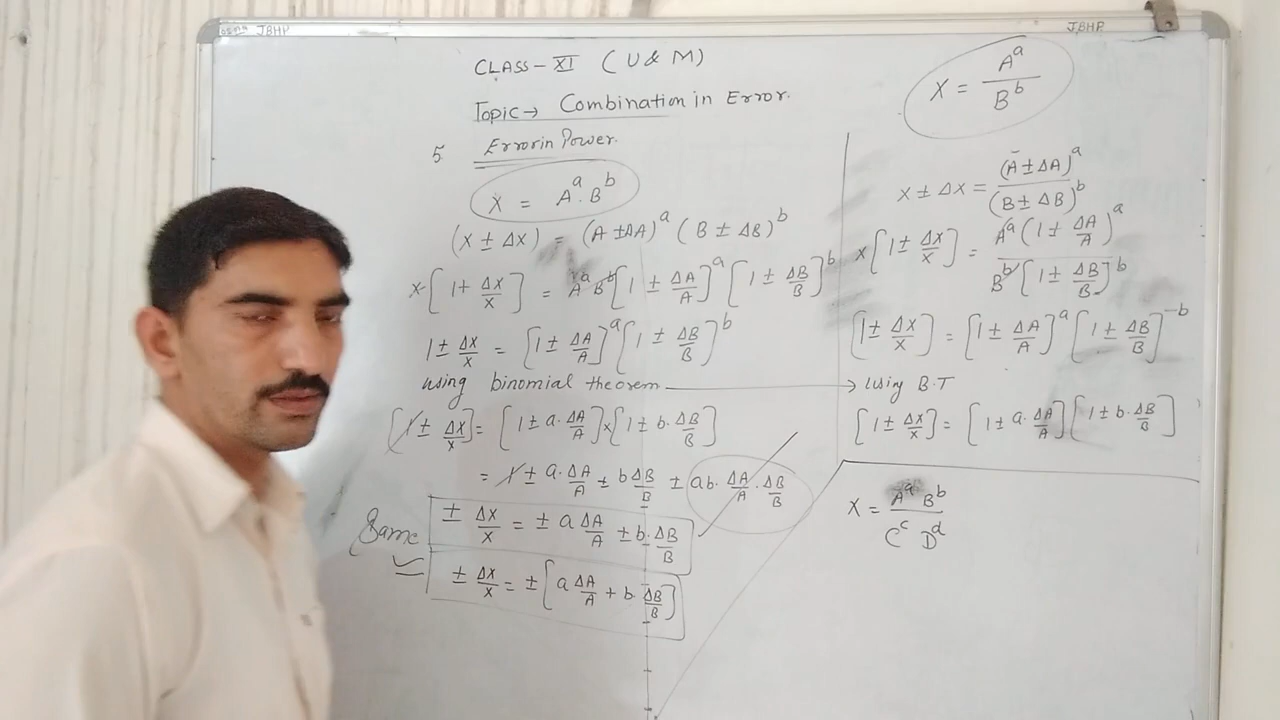 JBHP JBHP
CLASS-XI (U & M)
Topic → Combination in Error.
5 Error in Power.
X = A^a . B^b
(X ± ΔX) = (A ± ΔA)^a (B ± ΔB)^b
X [1 + ΔX/X] = A^a B^b [1 ± ΔA/A]^a [1 ± ΔB/B]^b
1 ± ΔX/X = [1 ± ΔA/A]^a [1 ± ΔB/B]^b
using binomial theorem
[1 ± ΔX/X] = [1 ± a. ΔA/A] x [1 ± b. ΔB/B]
= 1 ± a. ΔA/A ± b ΔB/B ± ab. ΔA/A . ΔB/B
Same
± ΔX/X = ± a ΔA/A ± b. ΔB/B
± ΔX/X = ± [a ΔA/A + b. ΔB/B]
X = A^a / B^b
X ± ΔX = (A ± ΔA)^a / (B ± ΔB)^b
X [1 ± ΔX/X] = A^a (1 ± ΔA/A)^a / B^b [1 ± ΔB/B]^b
[1 ± ΔX/X] = [1 ± ΔA/A]^a [1 ± ΔB/B]^-b
→ Using B.T
[1 ± ΔX/X] = [1 ± a. ΔA/A] [1 ± b. ΔB/B]
X = A^a B^b / C^c D^d